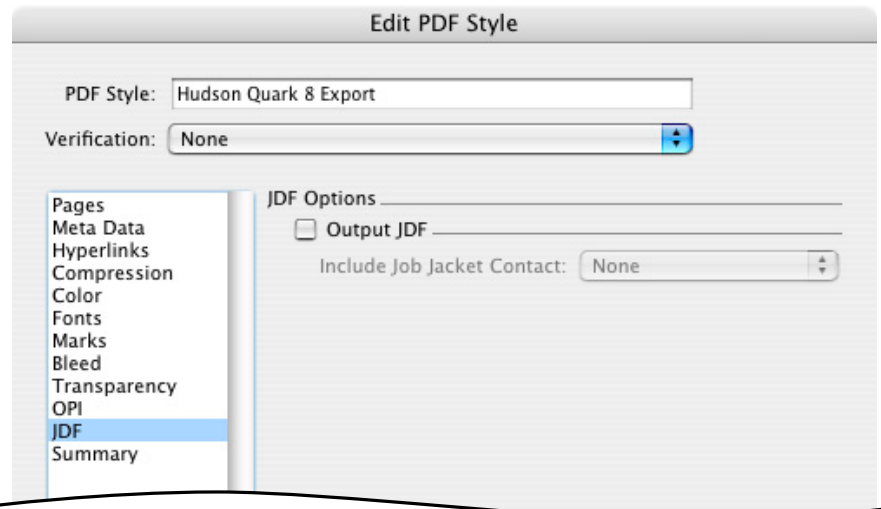 Edit PDF Style
PDF Style: Hudson Quark 8 Export
Verification: None
Pages
Meta Data
Hyperlinks
Compression
Color
Fonts
Marks
Bleed
Transparency
OPI
JDF
Summary
JDF Options
Output JDF
Include Job Jacket Contact: None